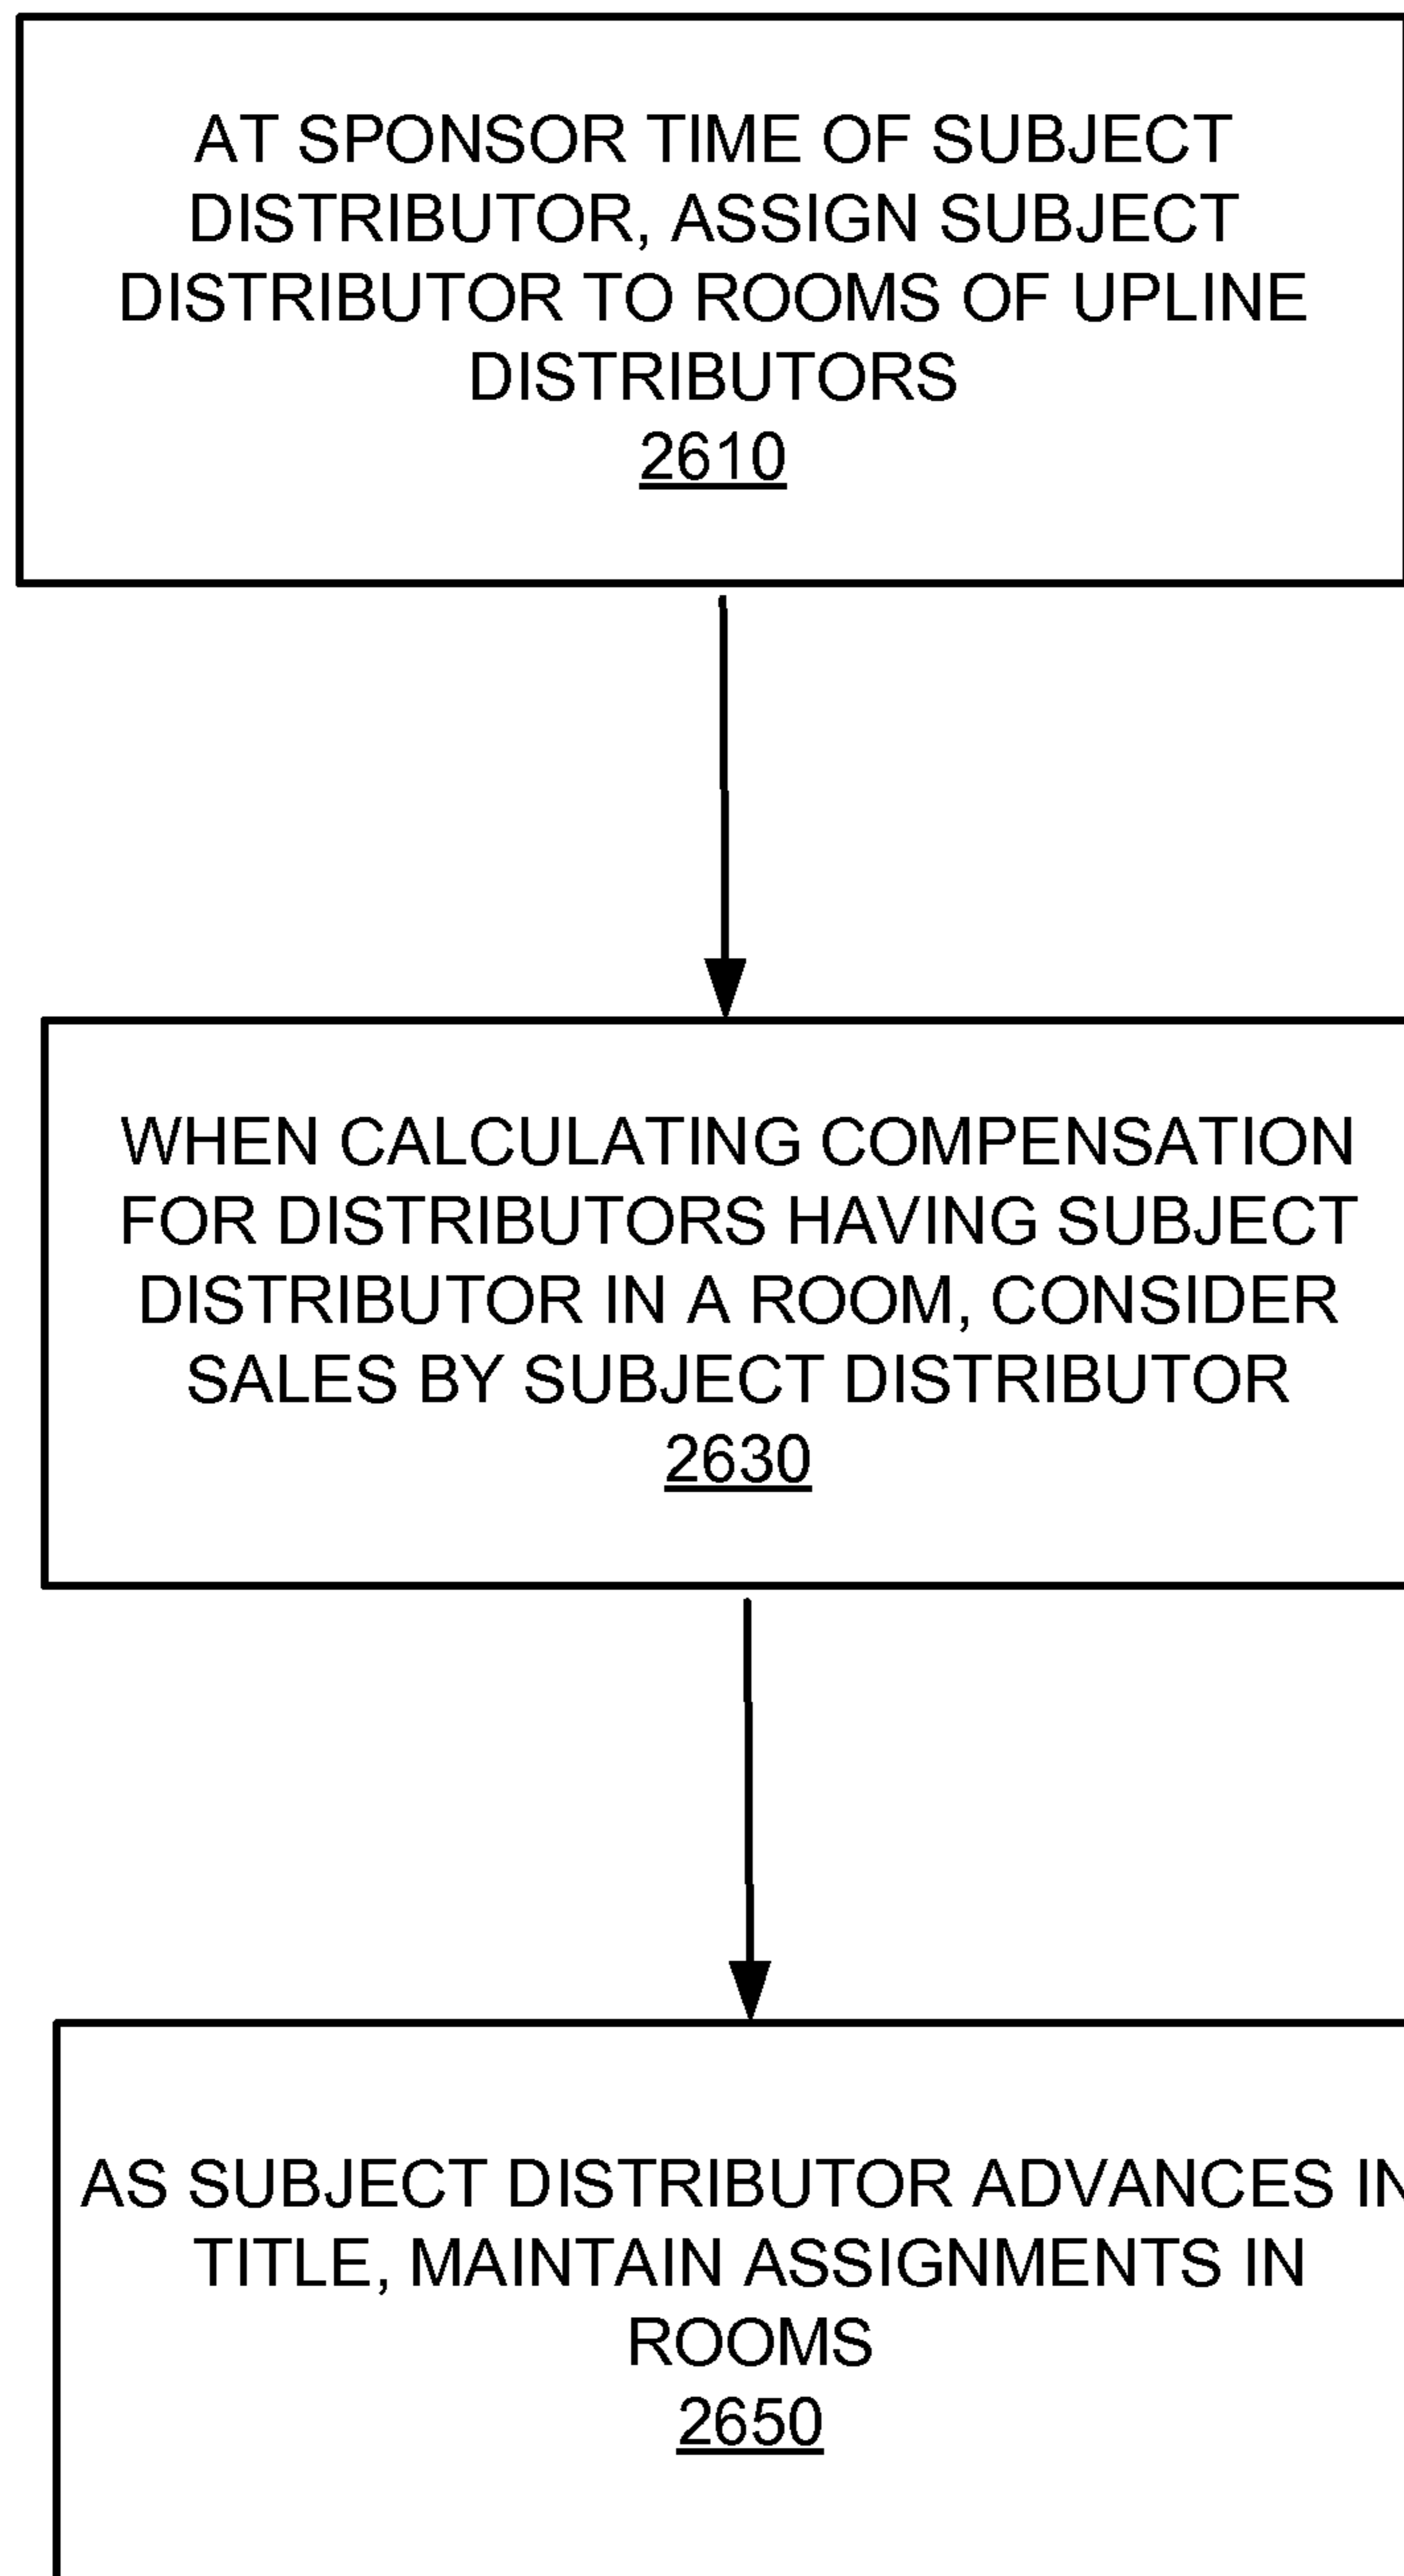 AT SPONSOR TIME OF SUBJECT
DISTRIBUTOR, ASSIGN SUBJECT
DISTRIBUTOR TO ROOMS OF UPLINE
DISTRIBUTORS
2610
WHEN CALCULATING COMPENSATION
FOR DISTRIBUTORS HAVING SUBJECT
DISTRIBUTOR IN A ROOM, CONSIDER
SALES BY SUBJECT DISTRIBUTOR
2630
AS SUBJECT DISTRIBUTOR ADVANCES IN
TITLE, MAINTAIN ASSIGNMENTS IN
ROOMS
2650